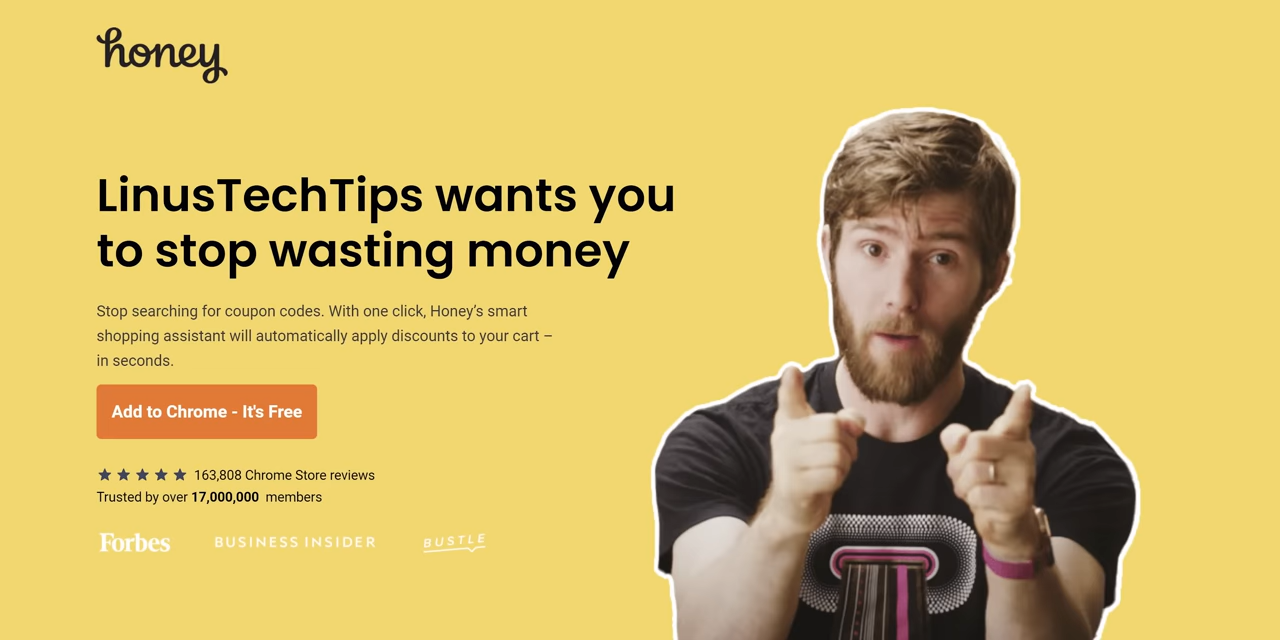 honey
LinusTechTips wants you
to stop wasting money
Stop searching for coupon codes. With one click, Honey’s smart
shopping assistant will automatically apply discounts to your cart –
in seconds.
Add to Chrome - It's Free
163,808 Chrome Store reviews
Trusted by over 17,000,000 members
Forbes BUSINESS INSIDER BUSTLE